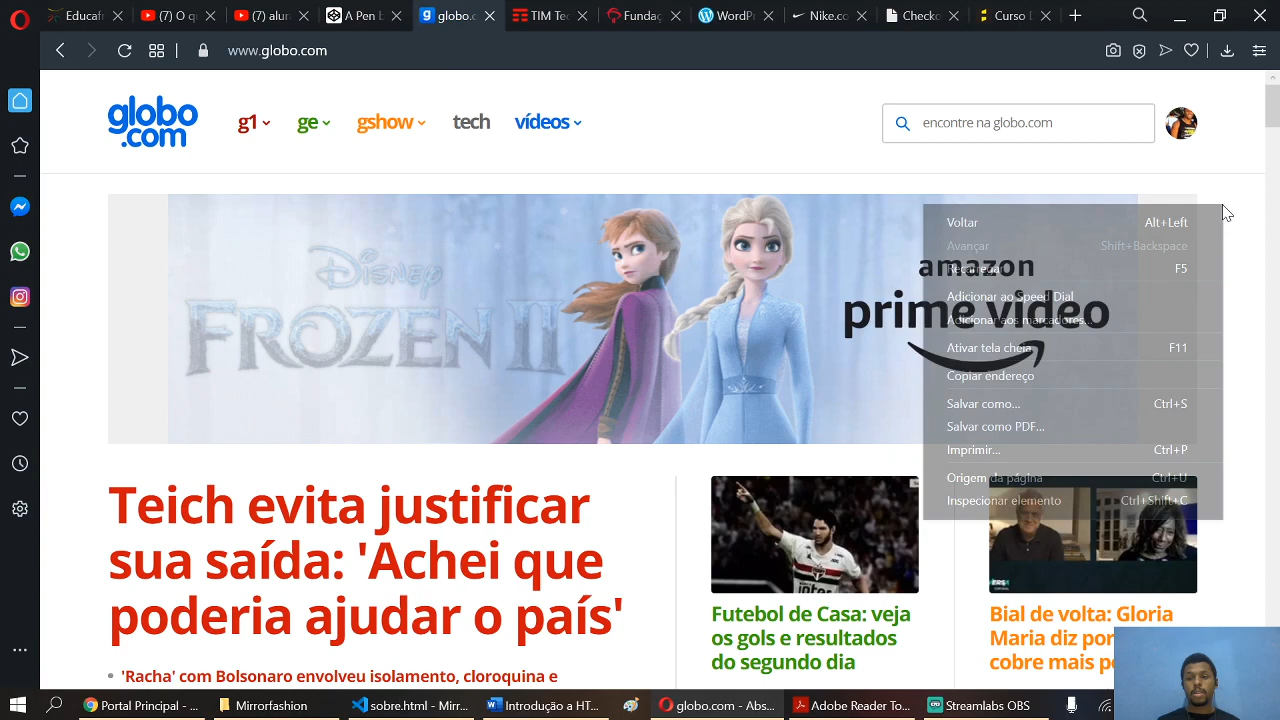 Educafr
(7) O q
(7) alur
A Pen b
globo.c
TIM Tec
Fundaç
WordPr
Nike.co
Checko
Curso D
www.globo.com
globo
.com
g1
ge
gshow
tech
vídeos
encontre na globo.com
Disney
FROZEN II
amazon
prime video
Voltar Alt+Left
Avançar Shift+Backspace
Recarregar F5
Adicionar ao Speed Dial
Adicionar aos marcadores...
Ativar tela cheia F11
Copiar endereço
Salvar como... Ctrl+S
Salvar como PDF...
Imprimir... Ctrl+P
Origem da página Ctrl+U
Inspecionar elemento Ctrl+Shift+C
Teich evita justificar
sua saída: 'Achei que
poderia ajudar o país'
'Racha' com Bolsonaro envolveu isolamento, cloroquina e
Futebol de Casa: veja
os gols e resultados
do segundo dia
Bial de volta: Gloria
Maria diz por
cobre mais p
Portal Principal - ...
Mirrorfashion
sobre.html - Mirr...
Introdução a HT...
globo.com - Abs...
Adobe Reader To...
Streamlabs OBS